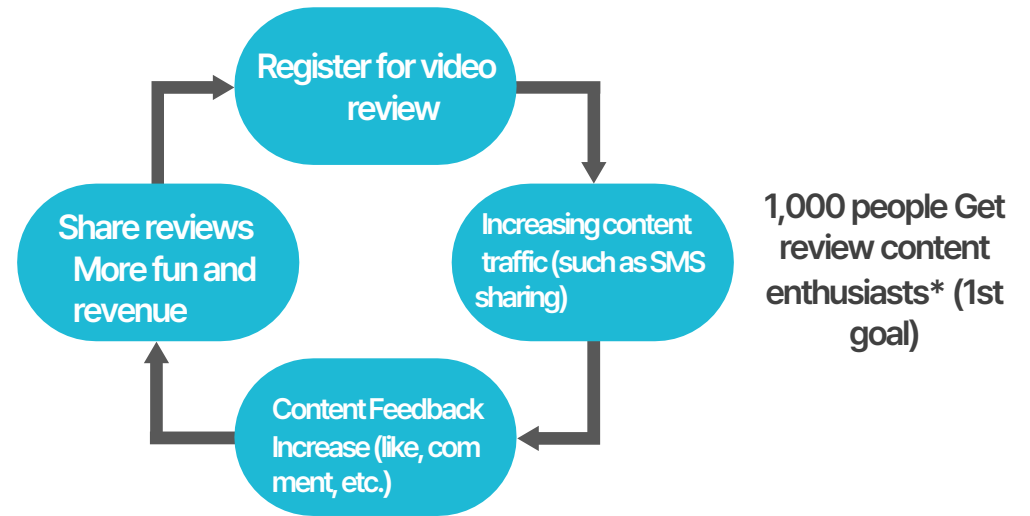 Register for video
review
Share reviews
More fun and
revenue
Increasing content
traffic (such as SMS
sharing)
1,000 people Get
review content
enthusiasts* (1st
goal)
Content Feedback
Increase (like, com
ment, etc.)